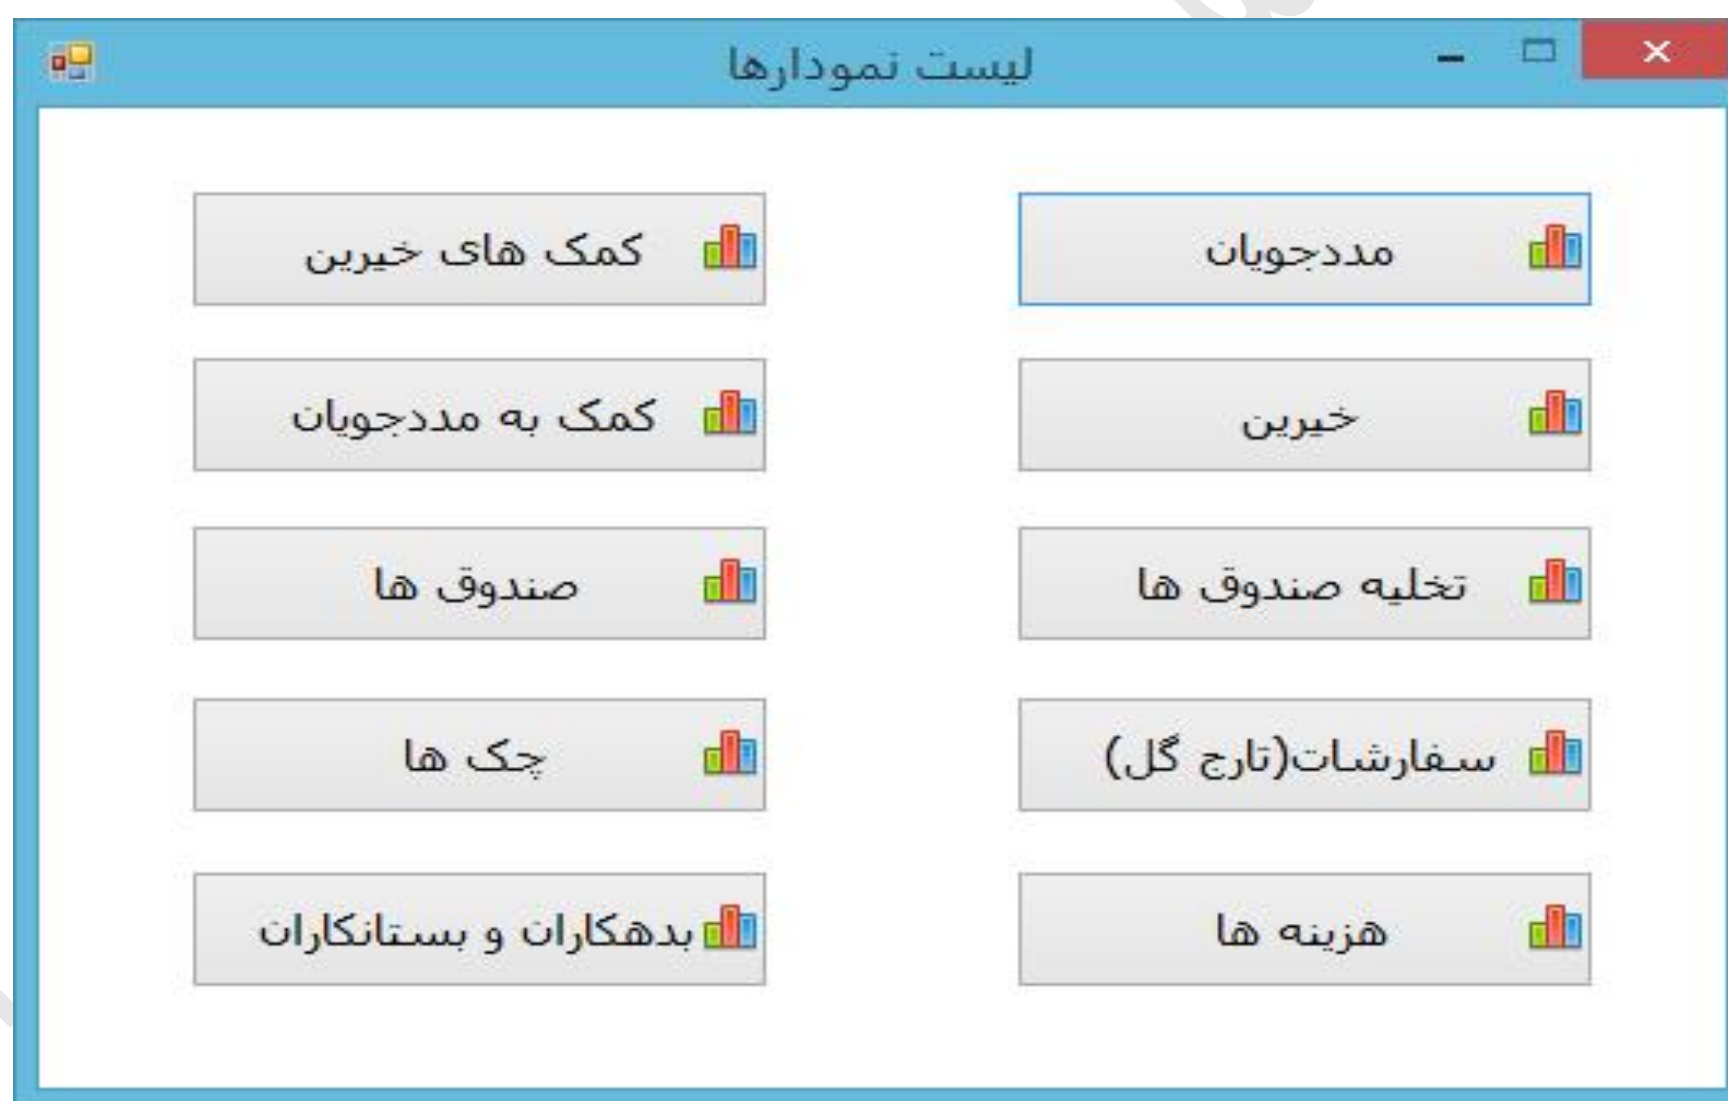 لیست نمودارها
مددجویان
کمک های خیرین
خیرین
کمک به مددجویان
تخلیه صندوق ها
صندوق ها
سفارشات(تارج گل)
چک ها
هزینه ها
بدهکاران و بستانکاران